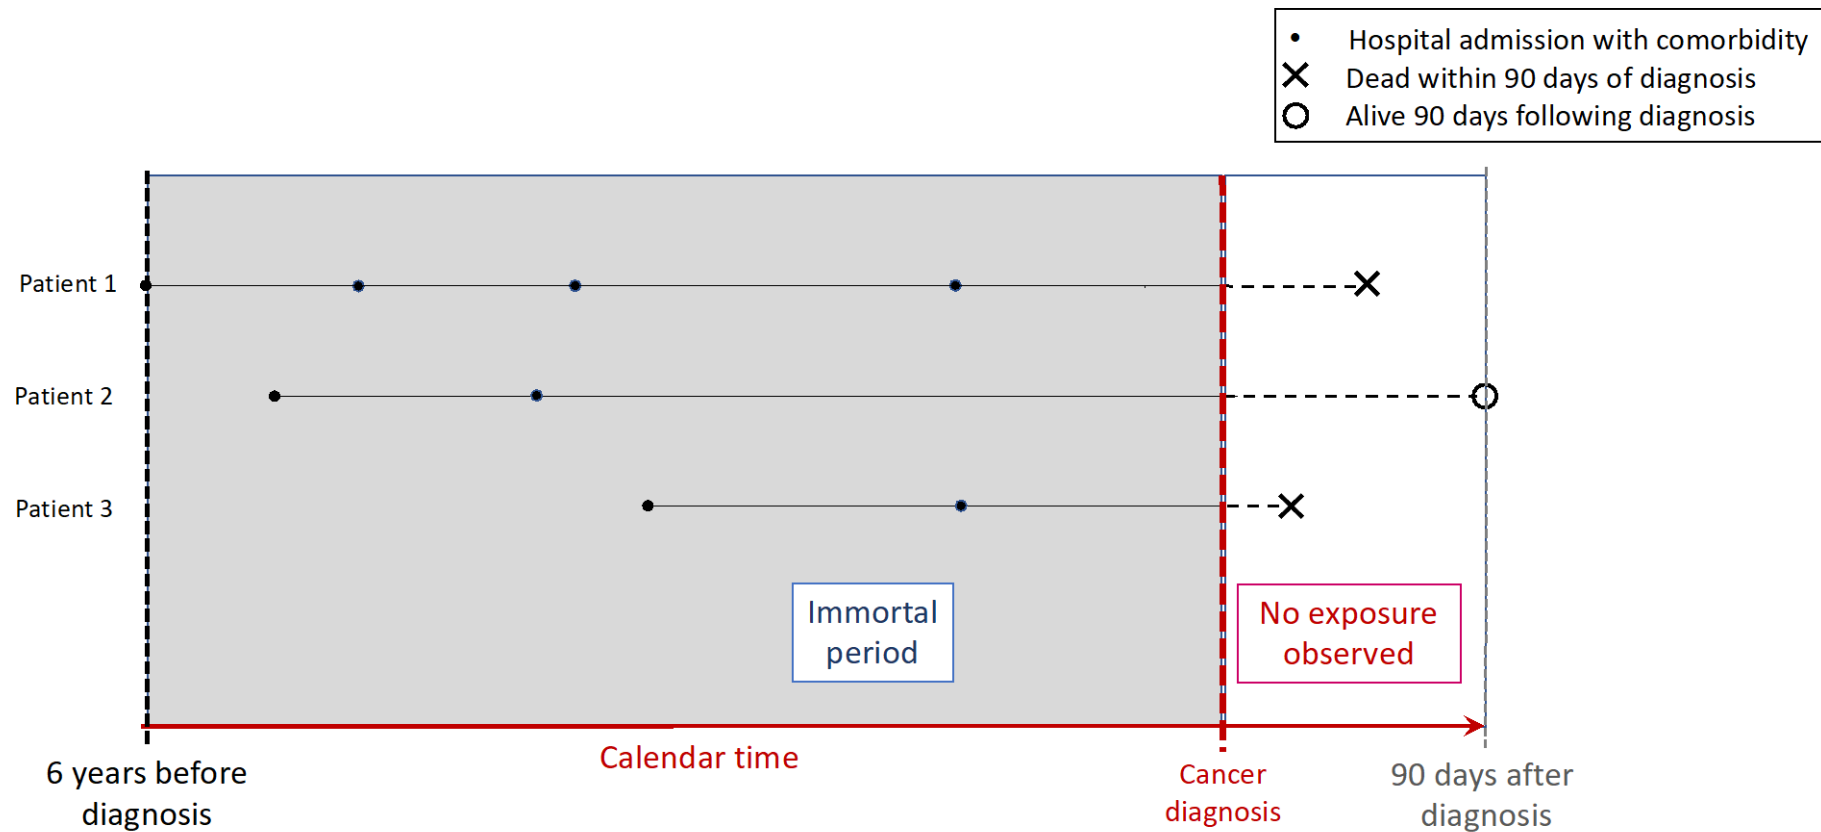 Hospital admission with comorbidity
Dead within 90 days of diagnosis
Alive 90 days following diagnosis
Patient 1
Patient 2
Patient 3
Immortal
period
No exposure
observed
Calendar time
6 years before
diagnosis
Cancer
diagnosis
90 days after
diagnosis